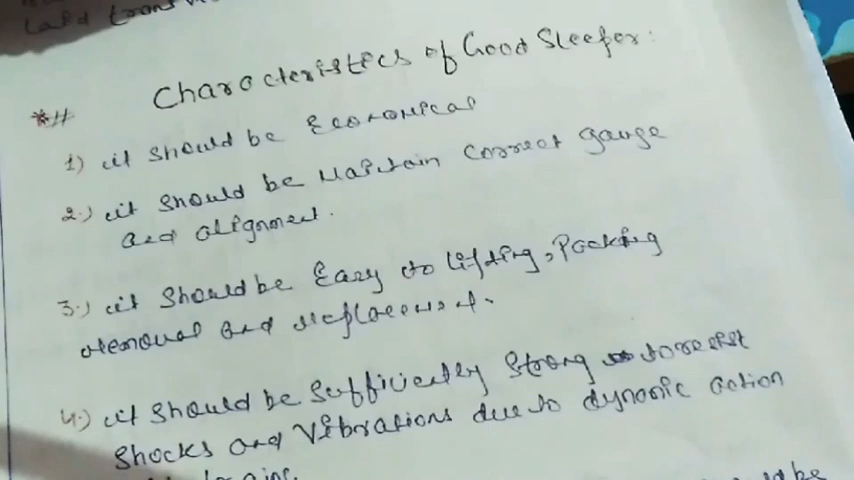 Characteristics of Good Sleeper:
*#
1) it should be Economical
2.) it should be Maintain correct gauge
and alignment.
3.) it should be Easy to lifting, Packing
removal and replacement.
4.) it should be Sufficiently strong to resist
shocks and Vibrations due to dynamic action
be